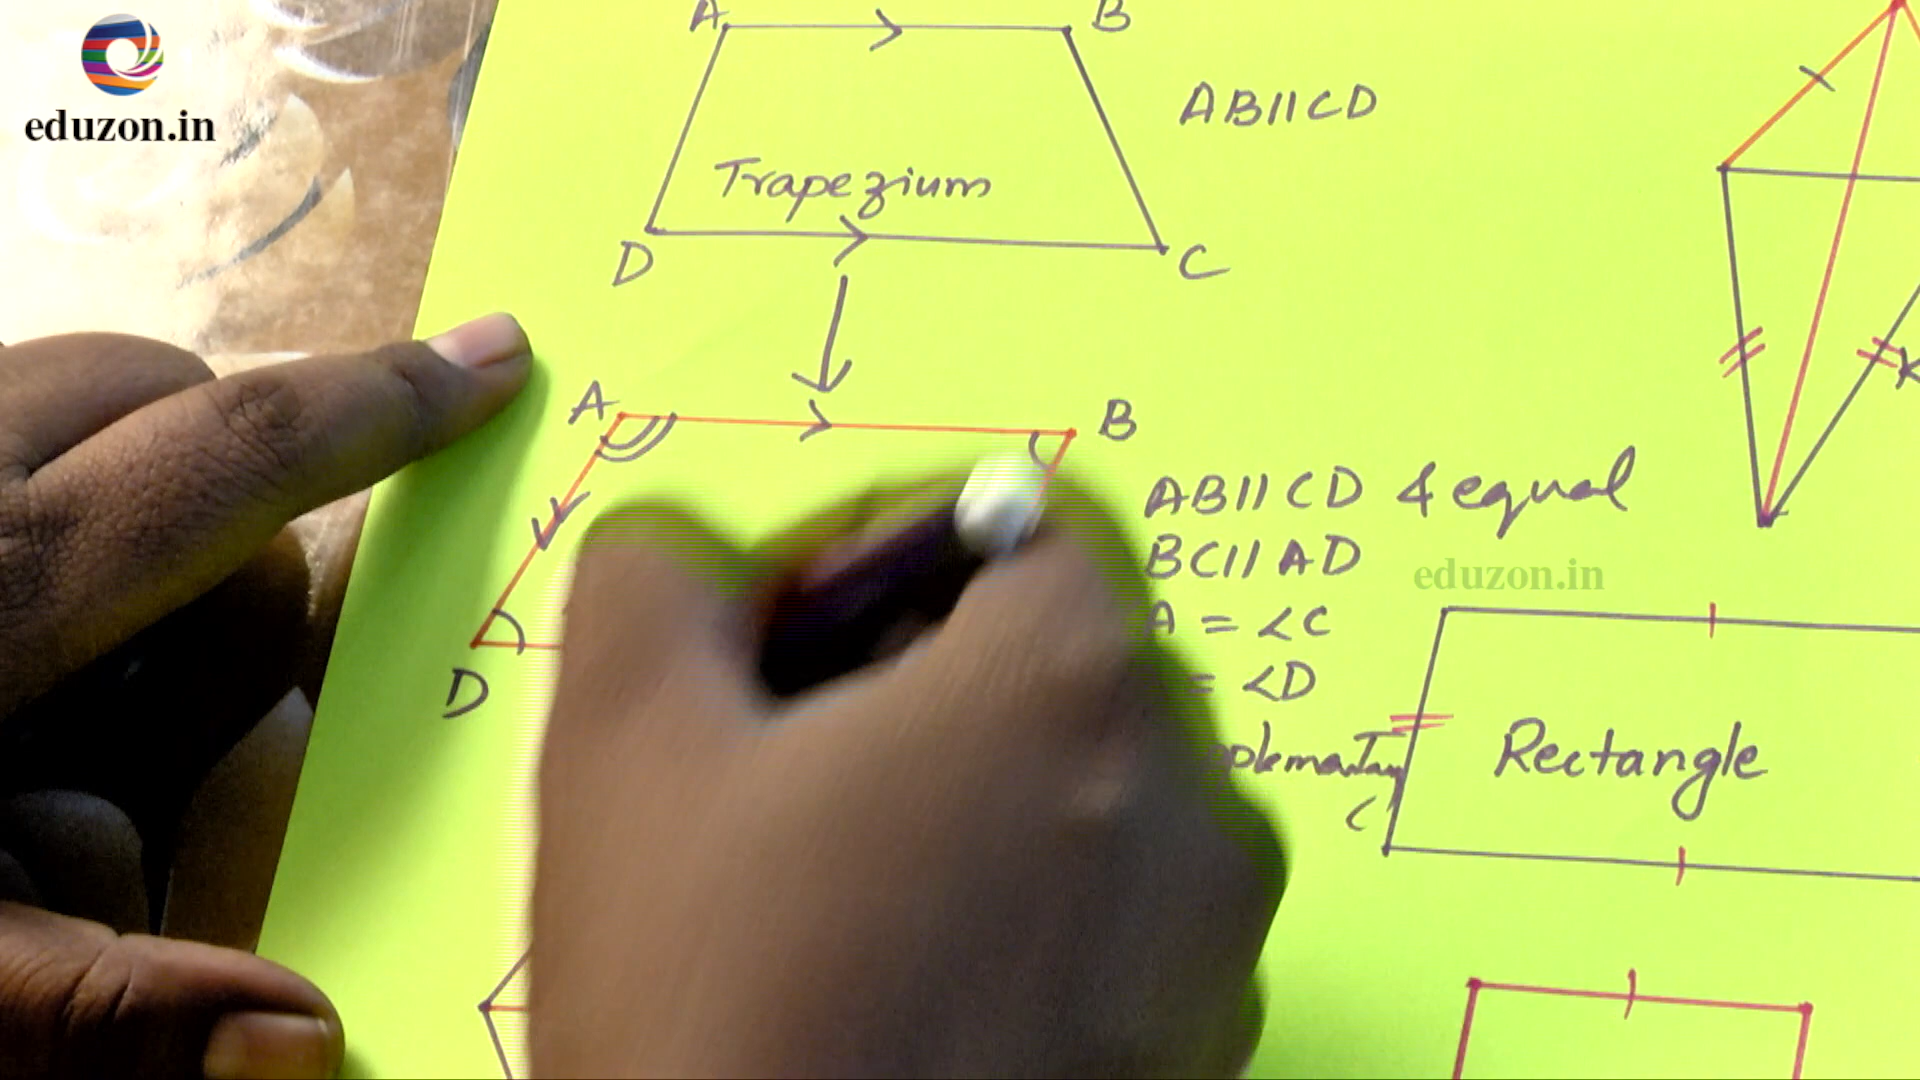 eduzon.in
A B
AB||CD
Trapezium
D C
A B
AB||CD & equal
BC||AD
eduzon.in
A = ∠C
= ∠D
D
Rectangle
C